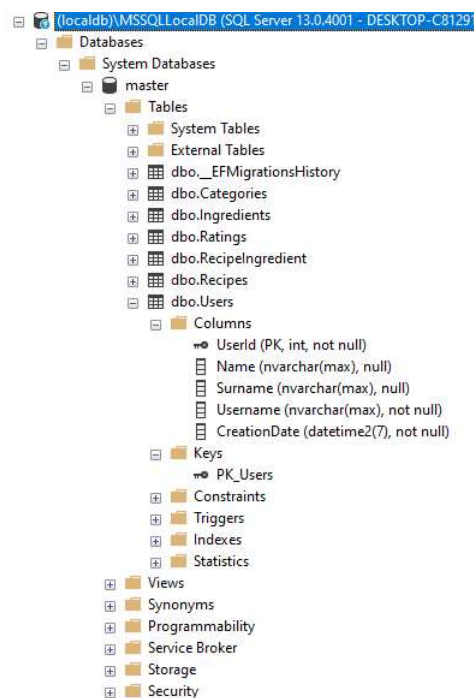 (localdb)\MSSQLLocalDB (SQL Server 13.0.4001 - DESKTOP-C81291
Databases
System Databases
master
Tables
System Tables
External Tables
dbo.__EFMigrationsHistory
dbo.Categories
dbo.Ingredients
dbo.Ratings
dbo.RecipeIngredient
dbo.Recipes
dbo.Users
Columns
UserId (PK, int, not null)
Name (nvarchar(max), null)
Surname (nvarchar(max), null)
Username (nvarchar(max), not null)
CreationDate (datetime2(7), not null)
Keys
PK_Users
Constraints
Triggers
Indexes
Statistics
Views
Synonyms
Programmability
Service Broker
Storage
Security